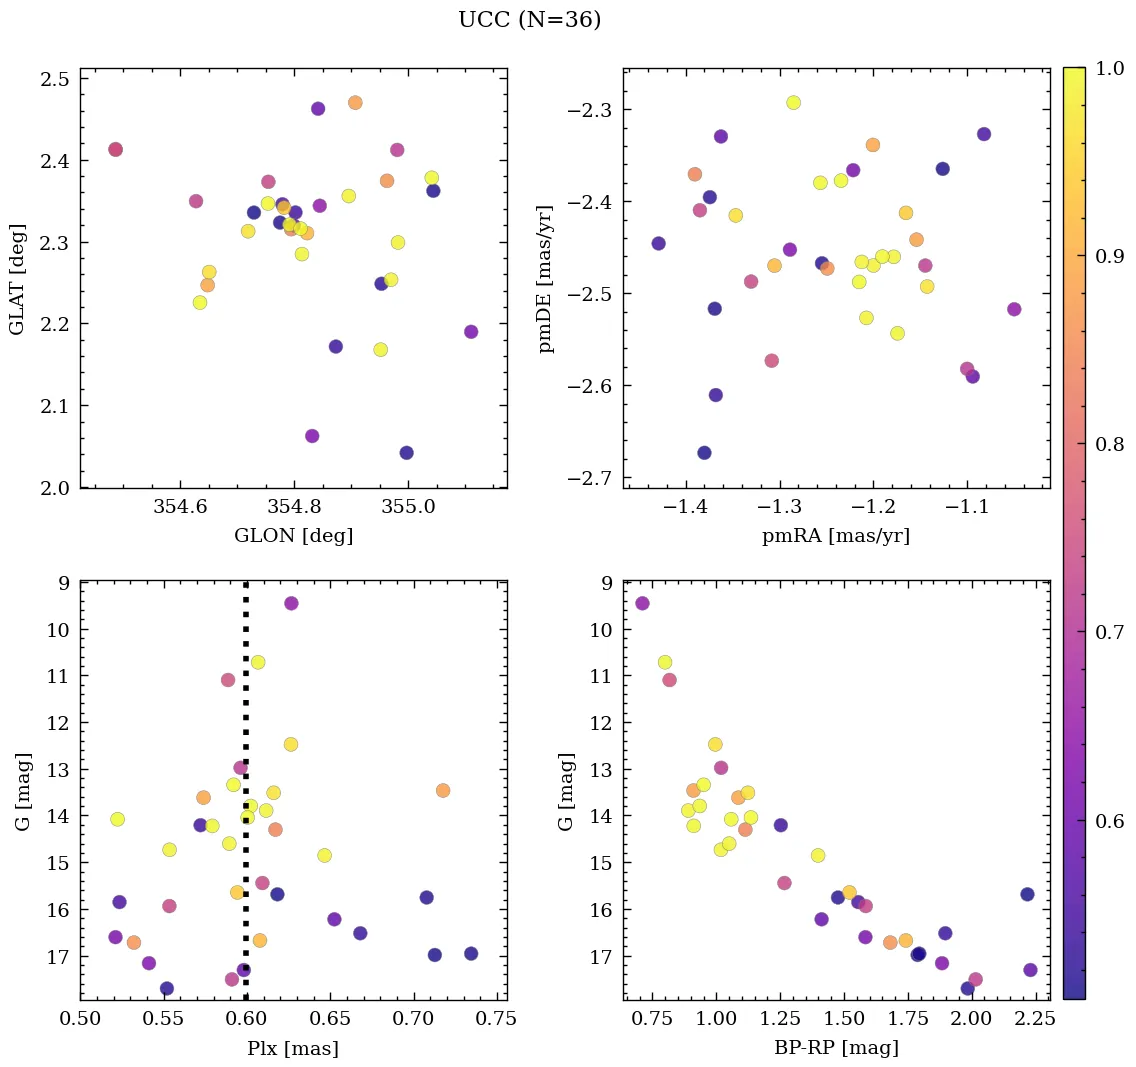 UCC (N=36)
2.5
2.4
2.3
2.2
2.1
2.0
GLAT [deg]
354.6 354.8 355.0
GLON [deg]
−2.3
−2.4
−2.5
−2.6
−2.7
pmDE [mas/yr]
−1.4 −1.3 −1.2 −1.1
pmRA [mas/yr]
1.0
0.9
0.8
0.7
0.6
9
10
11
12
13
14
15
16
17
G [mag]
0.50 0.55 0.60 0.65 0.70 0.75
Plx [mas]
9
10
11
12
13
14
15
16
17
G [mag]
0.75 1.00 1.25 1.50 1.75 2.00 2.25
BP-RP [mag]